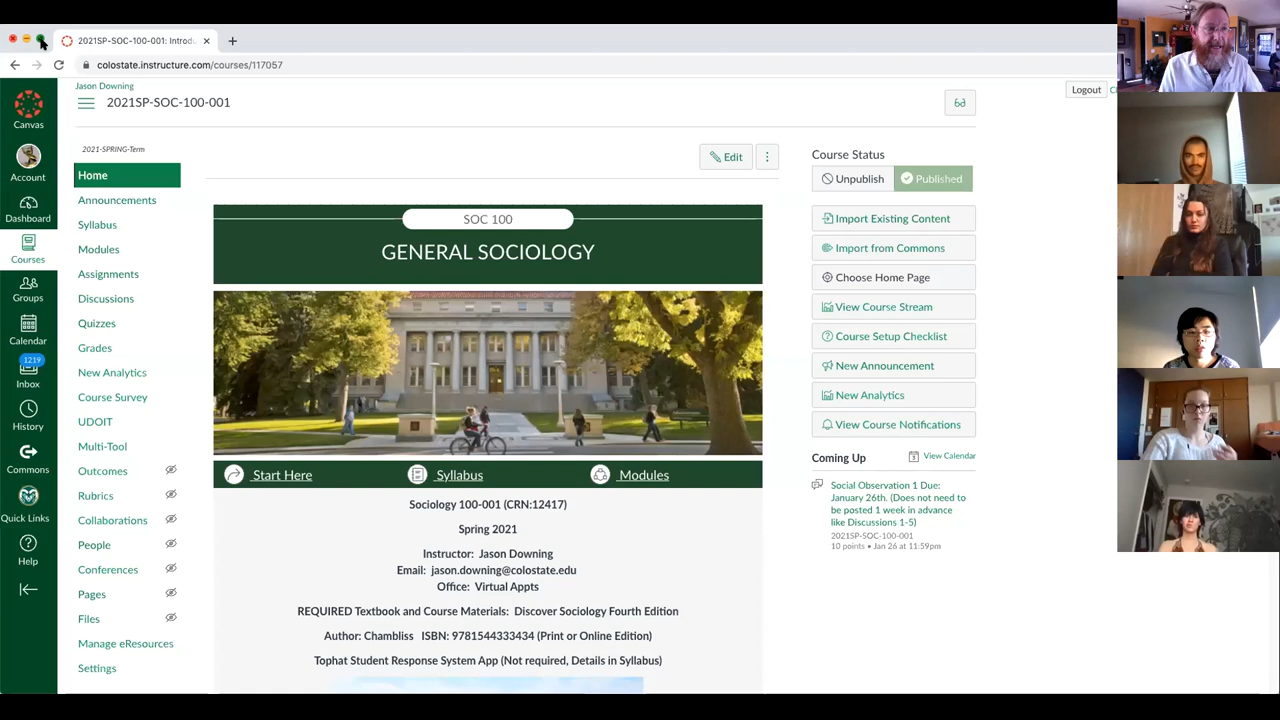 2021SP-SOC-100-001: Introdu
colostate.instructure.com/courses/117057
Jason Downing
2021SP-SOC-100-001
Logout
Canvas
Account
Dashboard
Courses
Groups
Calendar
1219
Inbox
History
Commons
Quick Links
Help
2021-SPRING-Term
Home
Announcements
Syllabus
Modules
Assignments
Discussions
Quizzes
Grades
New Analytics
Course Survey
UDOIT
Multi-Tool
Outcomes
Rubrics
Collaborations
People
Conferences
Pages
Files
Manage eResources
Settings
Edit
SOC 100
GENERAL SOCIOLOGY
Start Here Syllabus Modules
Sociology 100-001 (CRN:12417)
Spring 2021
Instructor: Jason Downing
Email: jason.downing@colostate.edu
Office: Virtual Appts
REQUIRED Textbook and Course Materials: Discover Sociology Fourth Edition
Author: Chambliss ISBN: 9781544333434 (Print or Online Edition)
Tophat Student Response System App (Not required, Details in Syllabus)
Course Status
Unpublish Published
Import Existing Content
Import from Commons
Choose Home Page
View Course Stream
Course Setup Checklist
New Announcement
New Analytics
View Course Notifications
Coming Up View Calendar
Social Observation 1 Due:
January 26th. (Does not need to
be posted 1 week in advance
like Discussions 1-5)
2021SP-SOC-100-001
10 points • Jan 26 at 11:59pm